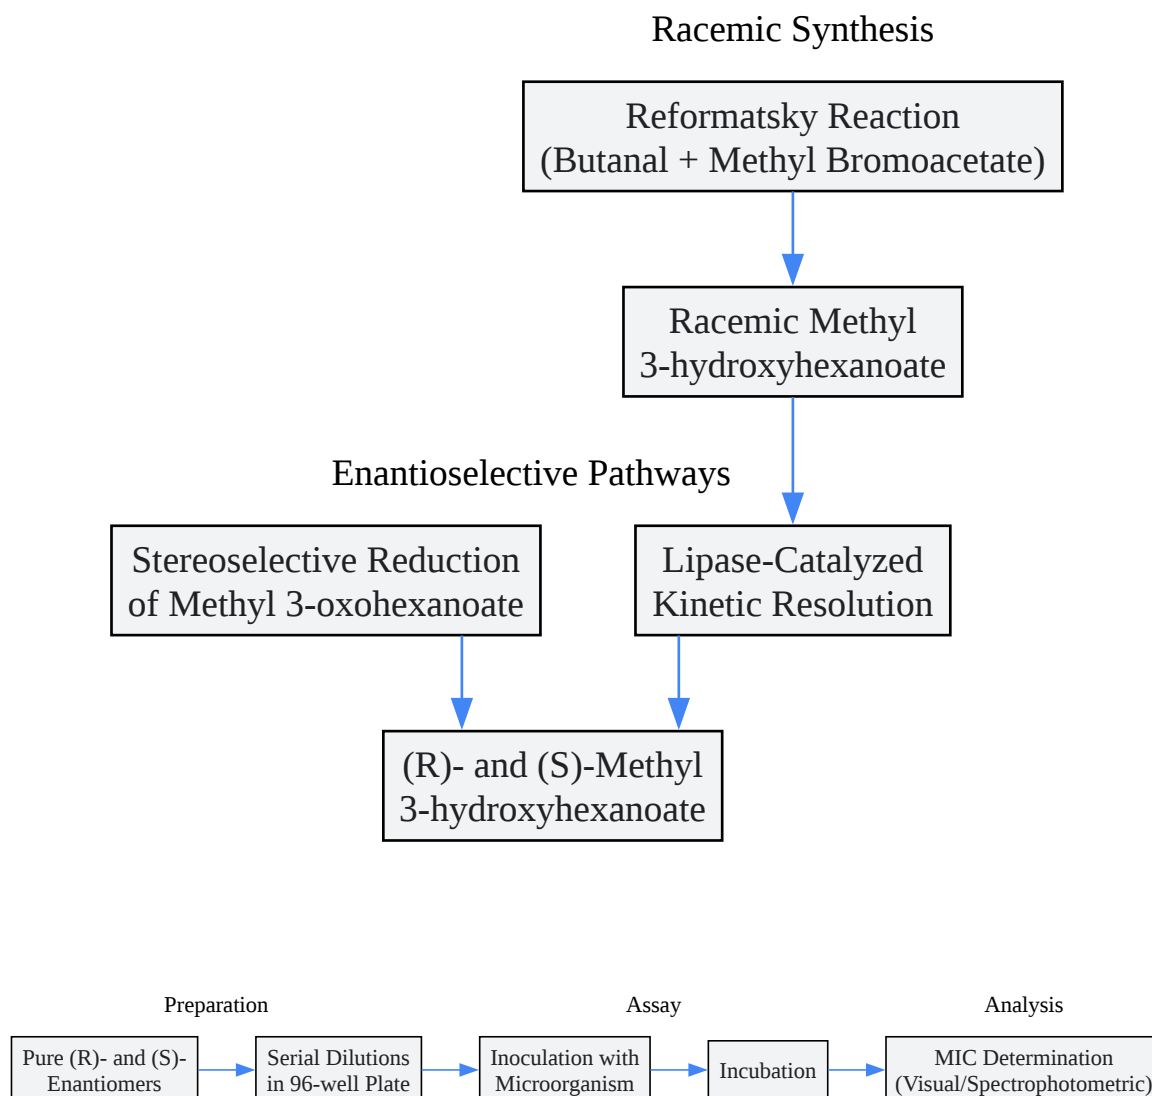 Racemic Synthesis
Reformatsky Reaction
(Butanal + Methyl Bromoacetate)
Racemic Methyl
3-hydroxyhexanoate
Enantioselective Pathways
Stereoselective Reduction
of Methyl 3-oxohexanoate
Lipase-Catalyzed
Kinetic Resolution
(R)- and (S)-Methyl
3-hydroxyhexanoate
Preparation
Assay
Analysis
Pure (R)- and (S)-
Enantiomers
Serial Dilutions
in 96-well Plate
Inoculation with
Microorganism
Incubation
MIC Determination
(Visual/Spectrophotometric)